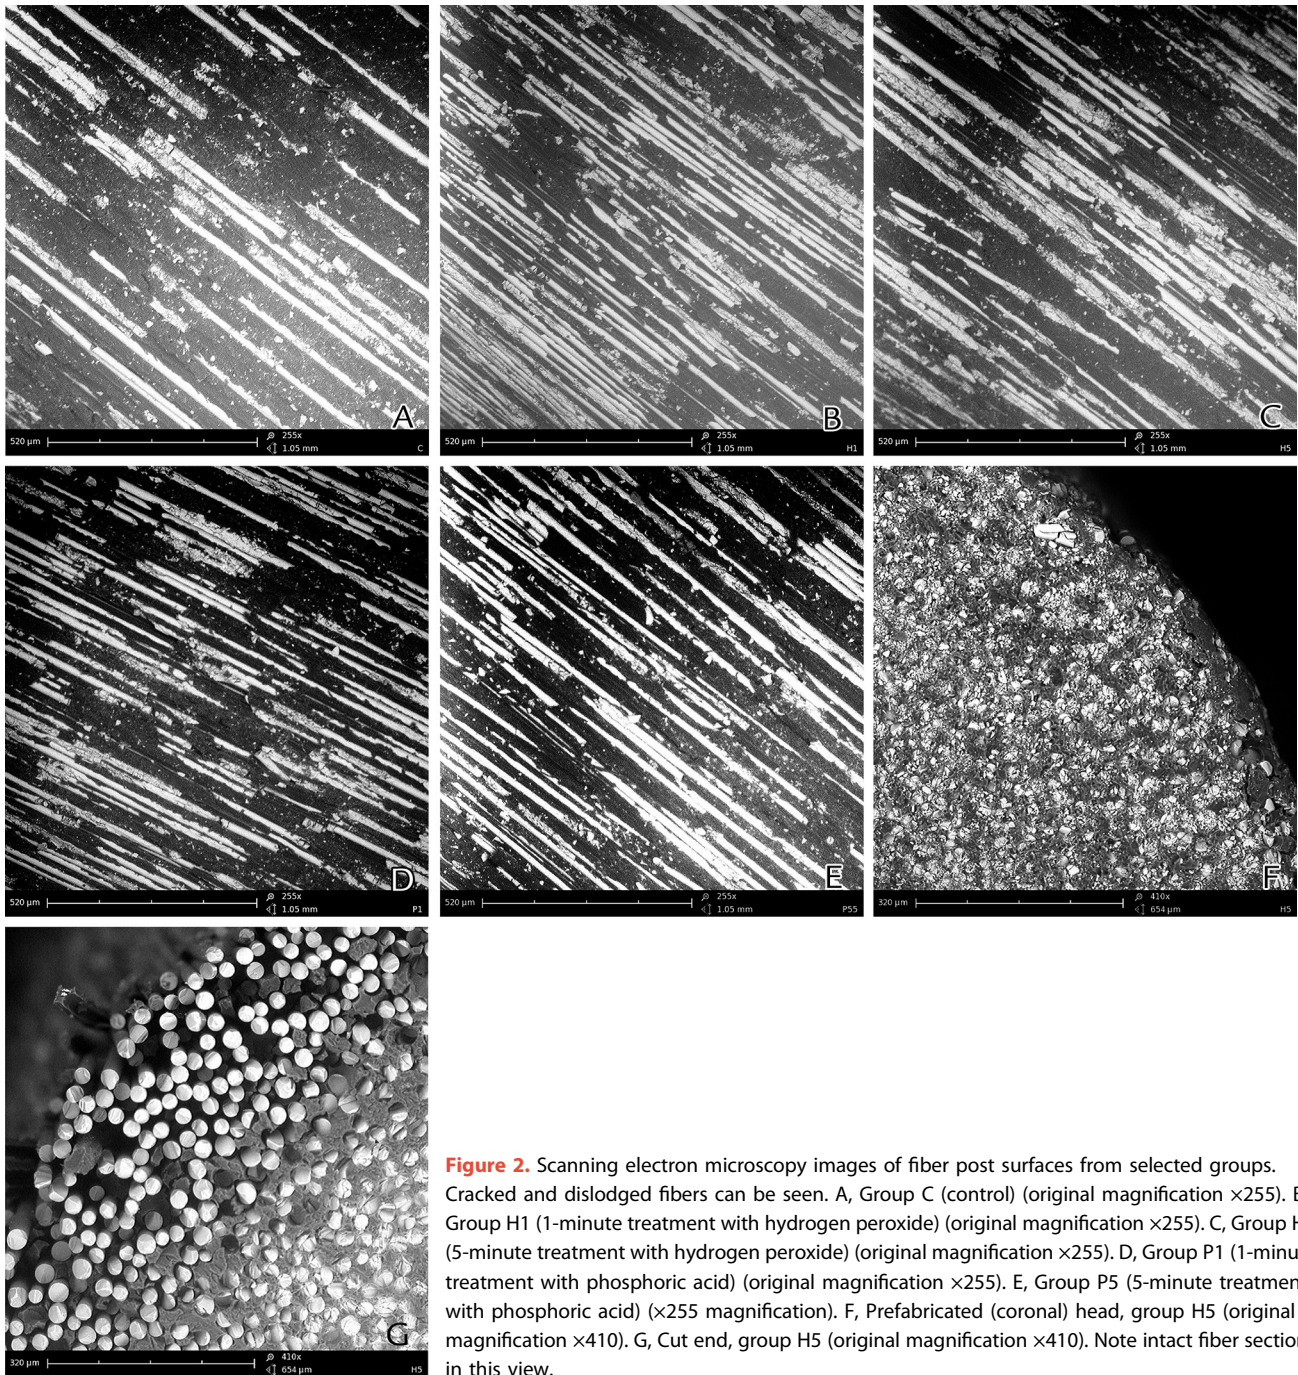 A
520 µm 255x 1.05 mm C
B
520 µm 255x 1.05 mm H1
C
520 µm 255x 1.05 mm H5
D
520 µm 255x 1.05 mm P1
E
520 µm 255x 1.05 mm P55
F
320 µm 410x 654 µm H5
G
320 µm 410x 654 µm H5
Figure 2. Scanning electron microscopy images of fiber post surfaces from selected groups.
Cracked and dislodged fibers can be seen. A, Group C (control) (original magnification ×255).
Group H1 (1-minute treatment with hydrogen peroxide) (original magnification ×255). C, Group
(5-minute treatment with hydrogen peroxide) (original magnification ×255). D, Group P1
treatment with phosphoric acid) (original magnification ×255). E, Group P5 (5-minute treatment
with phosphoric acid) (×255 magnification). F, Prefabricated (coronal) head, group H5 (original
magnification ×410). G, Cut end, group H5 (original magnification ×410). Note intact fiber
in this view.